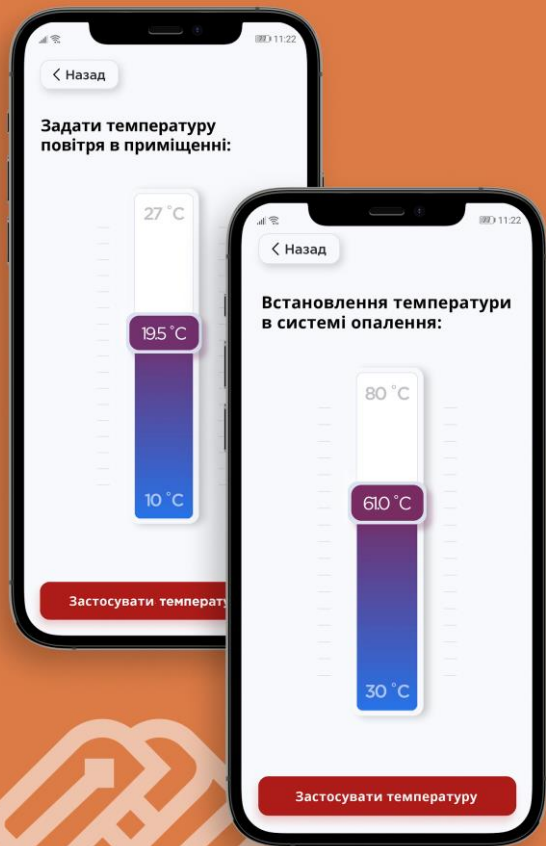 11:22
Назад
Задати температуру
повітря в приміщенні:
27 °C
19.5 °C
10 °C
Застосувати температу
11:22
Назад
Встановлення температури
в системі опалення:
80 °C
61.0 °C
30 °C
Застосувати температуру